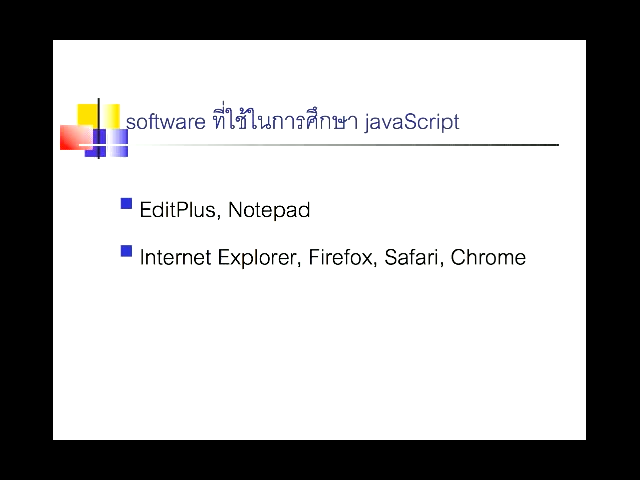 software ที่ใช้ในการศึกษา javaScript
EditPlus, Notepad
Internet Explorer, Firefox, Safari, Chrome